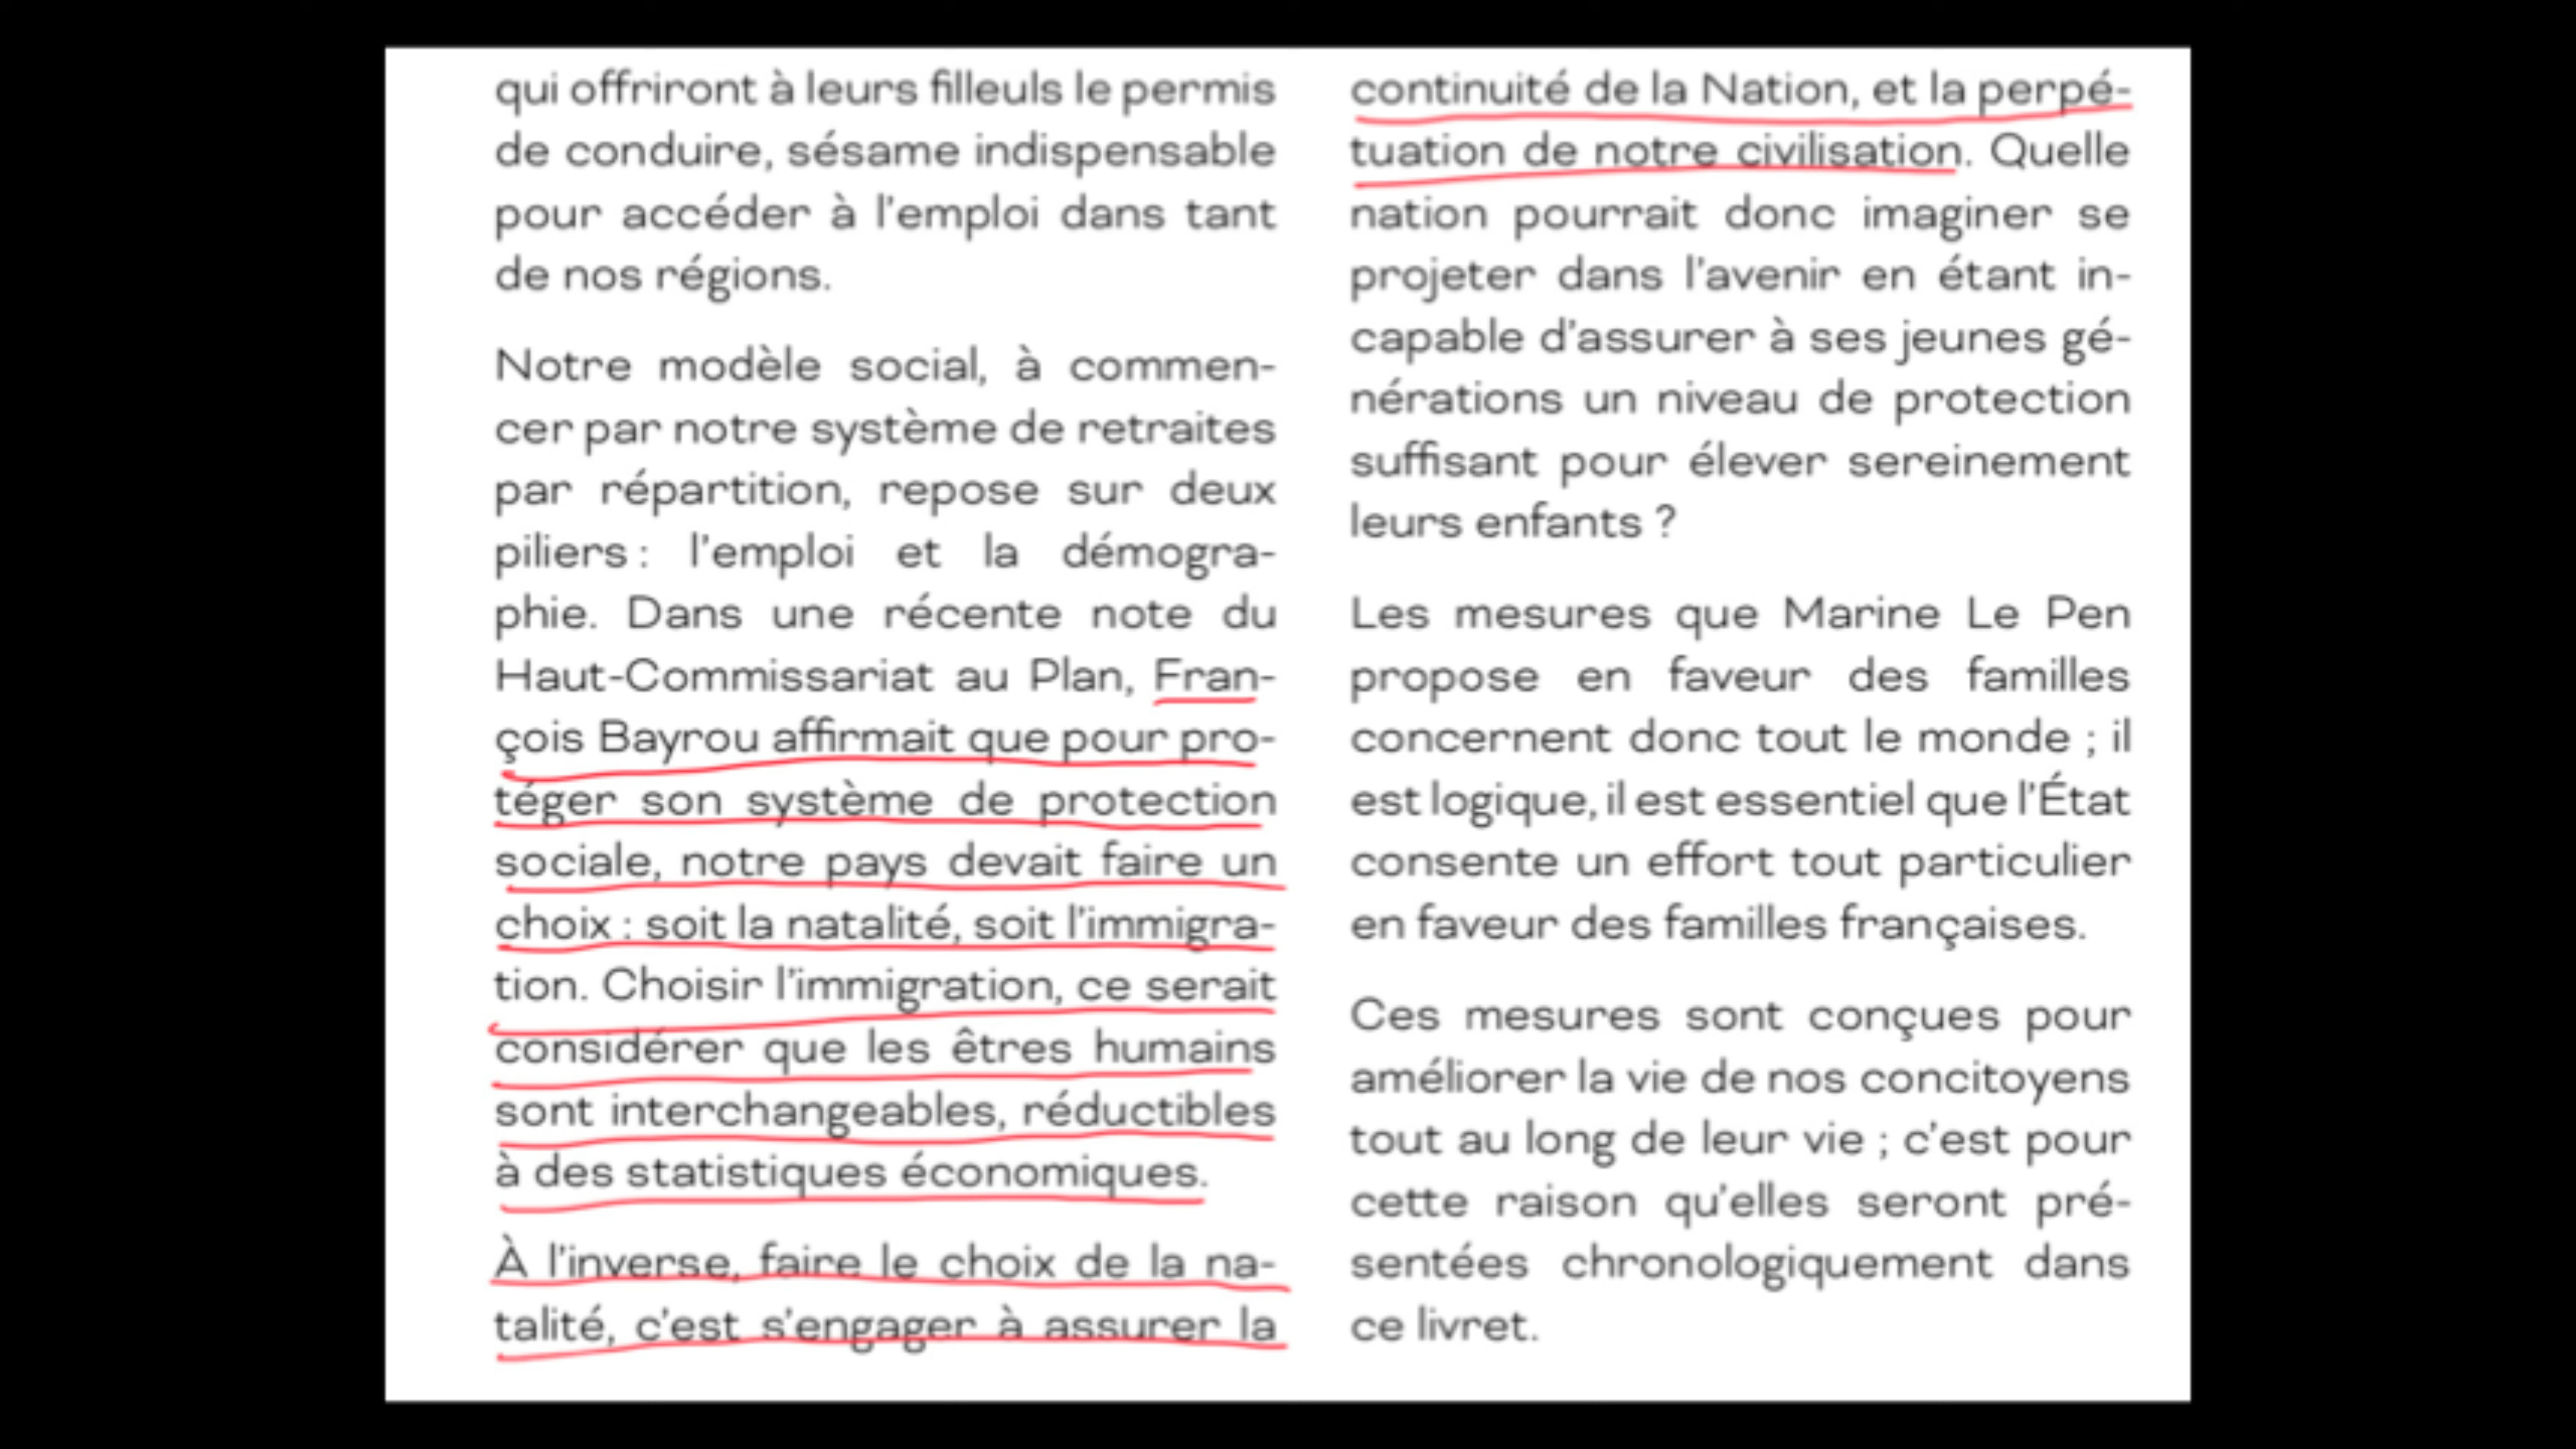 qui offriront à leurs filleuls le permis
de conduire, sésame indispensable
pour accéder à l'emploi dans tant
de nos régions.
Notre modèle social, à commen-
cer par notre système de retraites
par répartition, repose sur deux
piliers : l'emploi et la démogra-
phie. Dans une récente note du
Haut-Commissariat au Plan, Fran-
çois Bayrou affirmait que pour pro-
téger son système de protection
sociale, notre pays devait faire un
choix : soit la natalité, soit l'immigra-
tion. Choisir l'immigration, ce serait
considérer que les êtres humains
sont interchangeables, réductibles
à des statistiques économiques.
À l'inverse, faire le choix de la na-
talité, c'est s'engager à assurer la
continuité de la Nation, et la perpé-
tuation de notre civilisation. Quelle
nation pourrait donc imaginer se
projeter dans l'avenir en étant in-
capable d'assurer à ses jeunes gé-
nérations un niveau de protection
suffisant pour élever sereinement
leurs enfants ?
Les mesures que Marine Le Pen
propose en faveur des familles
concernent donc tout le monde ; il
est logique, il est essentiel que l'État
consente un effort tout particulier
en faveur des familles françaises.
Ces mesures sont conçues pour
améliorer la vie de nos concitoyens
tout au long de leur vie ; c'est pour
cette raison qu'elles seront pré-
sentées chronologiquement dans
ce livret.